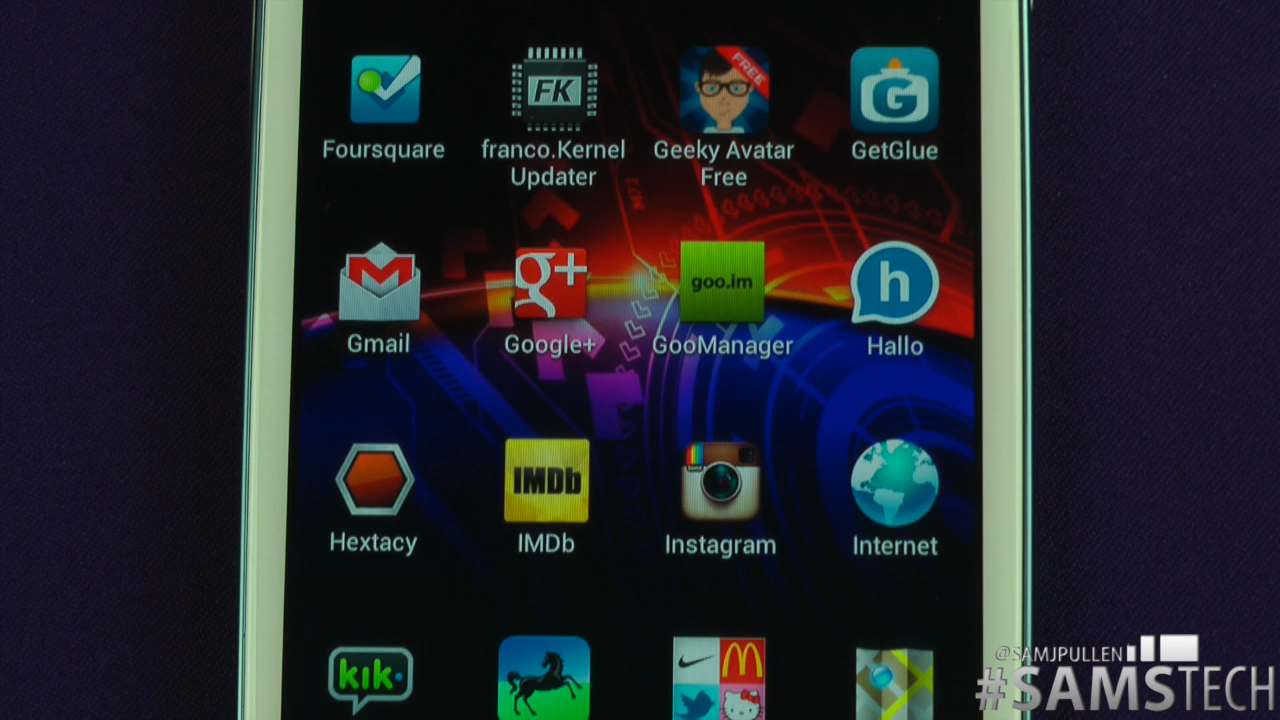 FK
FREE
G
Foursquare
franco.Kernel
Updater
Geeky Avatar
Free
GetGlue
M
g+
goo.im
h
Gmail
Google+
GooManager
Hallo
IMDb
Hextacy
IMDb
Instagram
Internet
kik
@SAMJPULLEN
#SAMSTECH